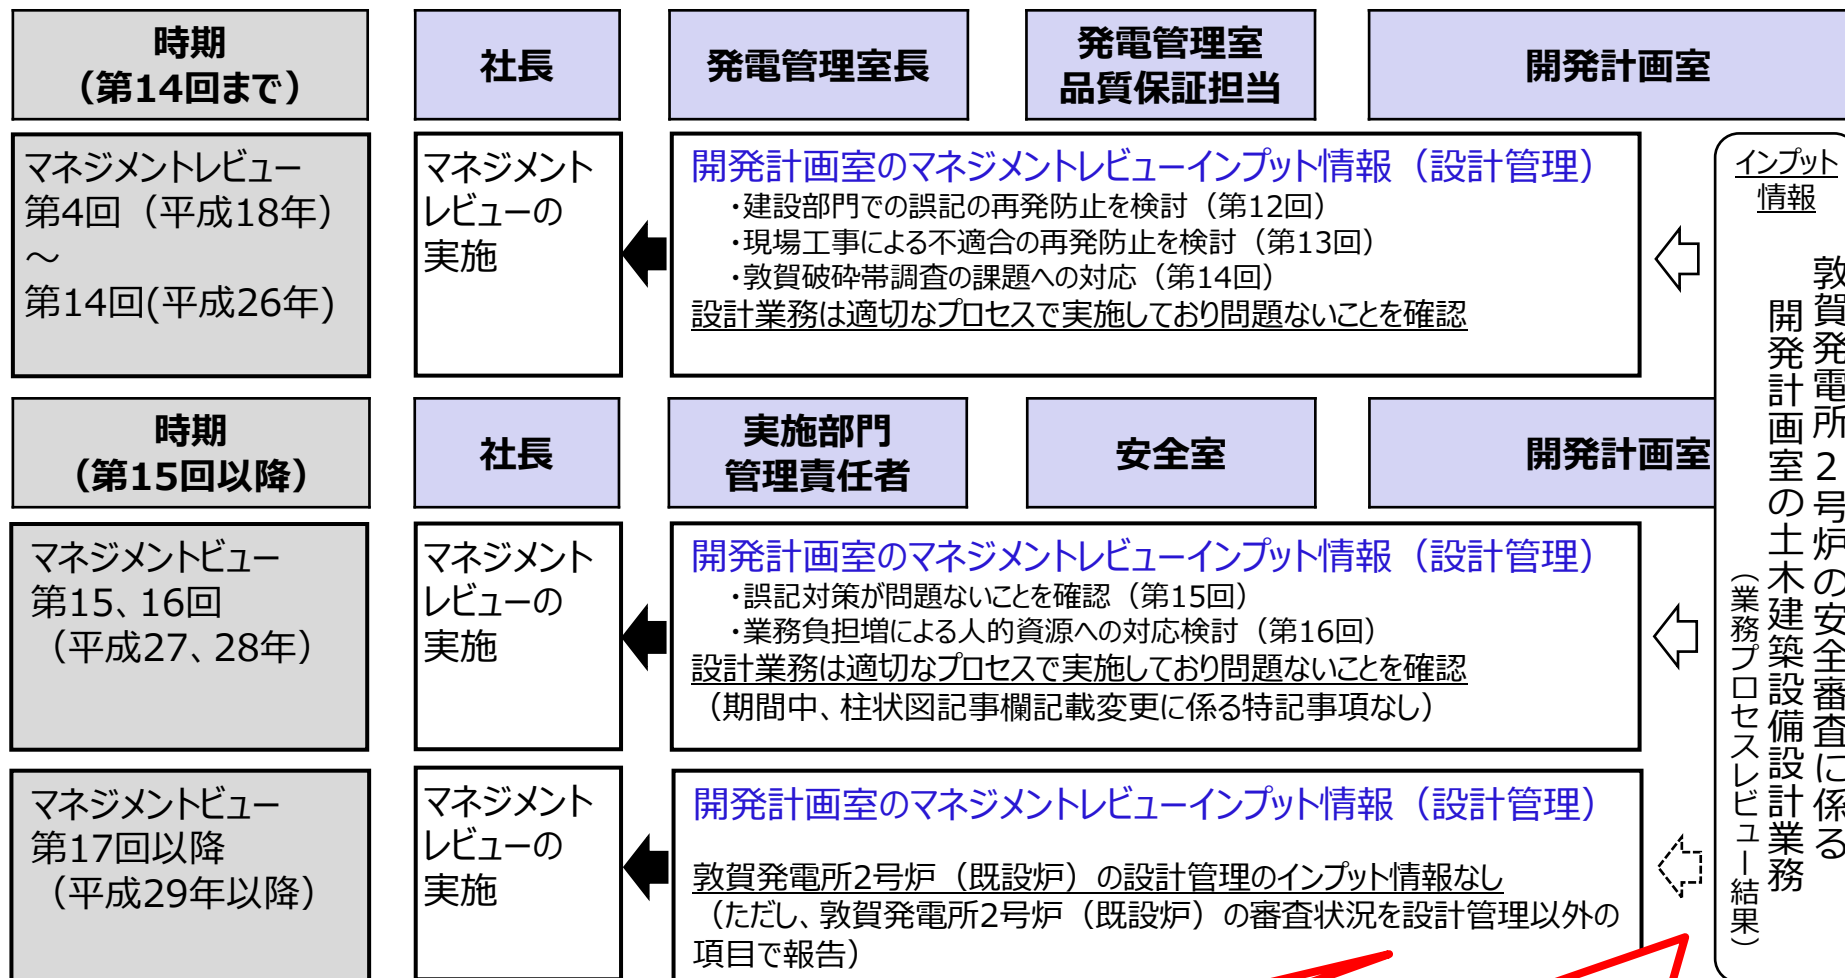 時期
（第14回まで）
社長
発電管理室長
発電管理室
品質保証担当
開発計画室
マネジメントレビュー
第4回（平成18年）
～
第14回(平成26年)
マネジメント
レビューの
実施
開発計画室のマネジメントレビューインプット情報（設計管理）
・建設部門での誤記の再発防止を検討（第12回）
・現場工事による不適合の再発防止を検討（第13回）
・敦賀破砕帯調査の課題への対応（第14回）
設計業務は適切なプロセスで実施しており問題ないことを確認
インプット
情報
敦賀発電所２号炉の安全審査に係る
開発計画室の土木建築設備設計業務
（業務プロセスレビュー結果）
時期
（第15回以降）
社長
実施部門
管理責任者
安全室
開発計画室
マネジメントビュー
第15、16回
（平成27、28年）
マネジメント
レビューの
実施
開発計画室のマネジメントレビューインプット情報（設計管理）
・誤記対策が問題ないことを確認（第15回）
・業務負担増による人的資源への対応検討（第16回）
設計業務は適切なプロセスで実施しており問題ないことを確認
（期間中、柱状図記事欄記載変更に係る特記事項なし）
マネジメントビュー
第17回以降
（平成29年以降）
マネジメント
レビューの
実施
開発計画室のマネジメントレビューインプット情報（設計管理）
敦賀発電所2号炉（既設炉）の設計管理のインプット情報なし
（ただし、敦賀発電所2号炉（既設炉）の審査状況を設計管理以外の
項目で報告）